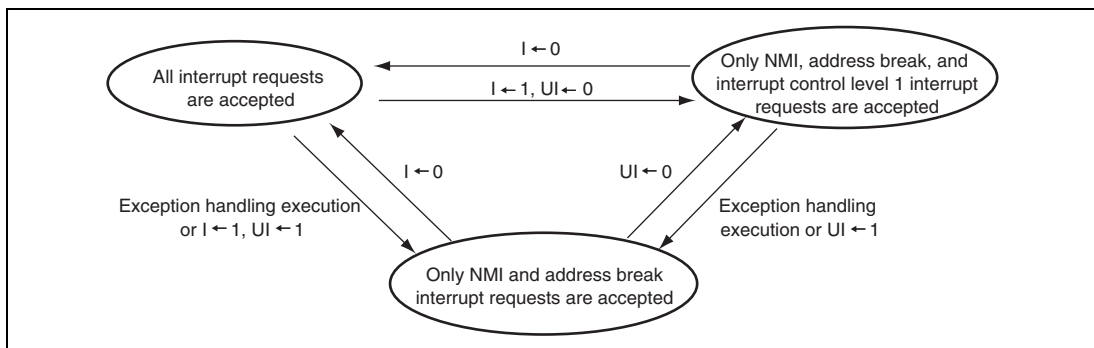 I ← 0
All interrupt requests
are accepted
Only NMI, address break, and
interrupt control level 1 interrupt
requests are accepted
I ← 1, UI ← 0
I ← 0
UI ← 0
Exception handling execution
or I ← 1, UI ← 1
Exception handling
execution or UI ← 1
Only NMI and address break
interrupt requests are accepted